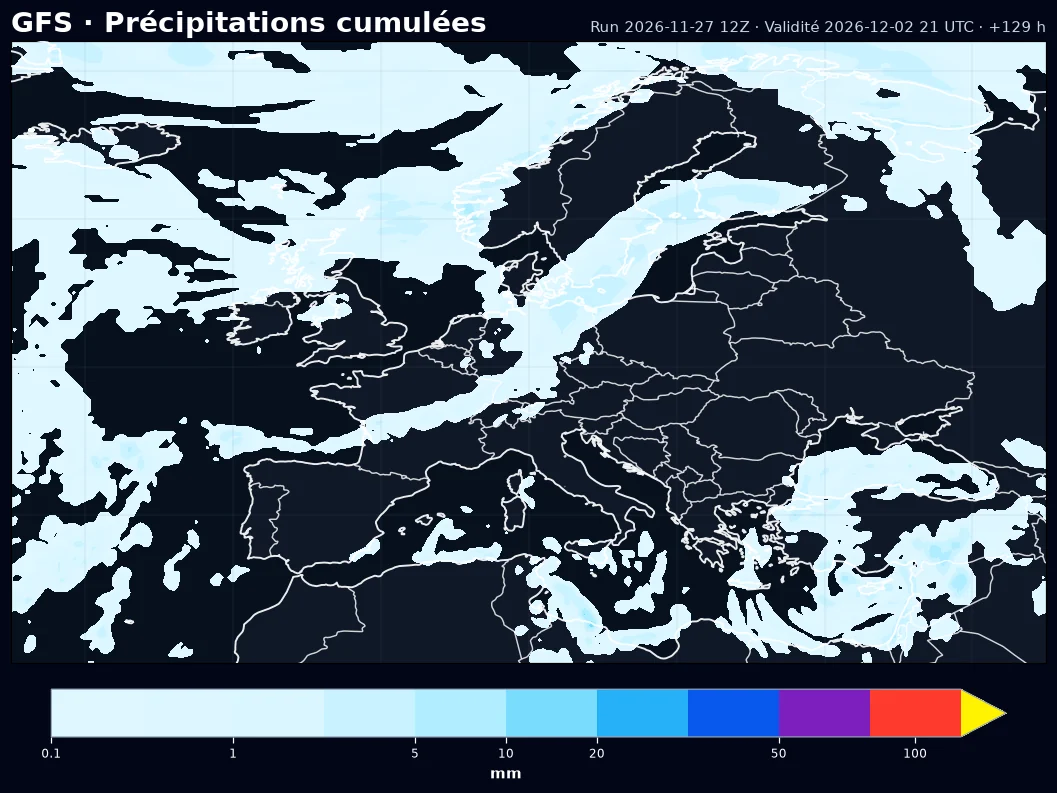 GFS · Précipitations cumulées
Run 2026-11-27 12Z · Validité 2026-12-02 21 UTC · +129 h
0.1 1 5 10 20 50 100
mm